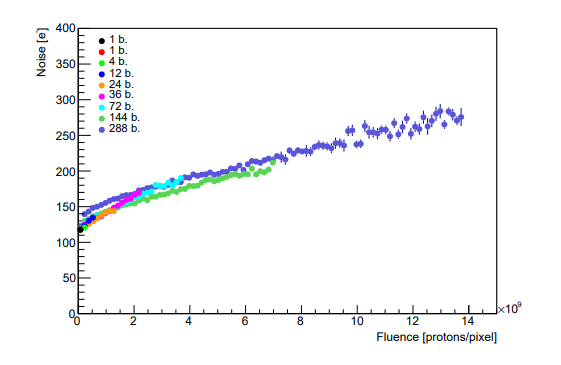 Noise [e⁻]
400
350
300
250
200
150
100
50
0
1 b.
1 b.
4 b.
12 b.
24 b.
36 b.
72 b.
144 b.
288 b.
0 2 4 6 8 10 12 14
×10⁹
Fluence [protons/pixel]